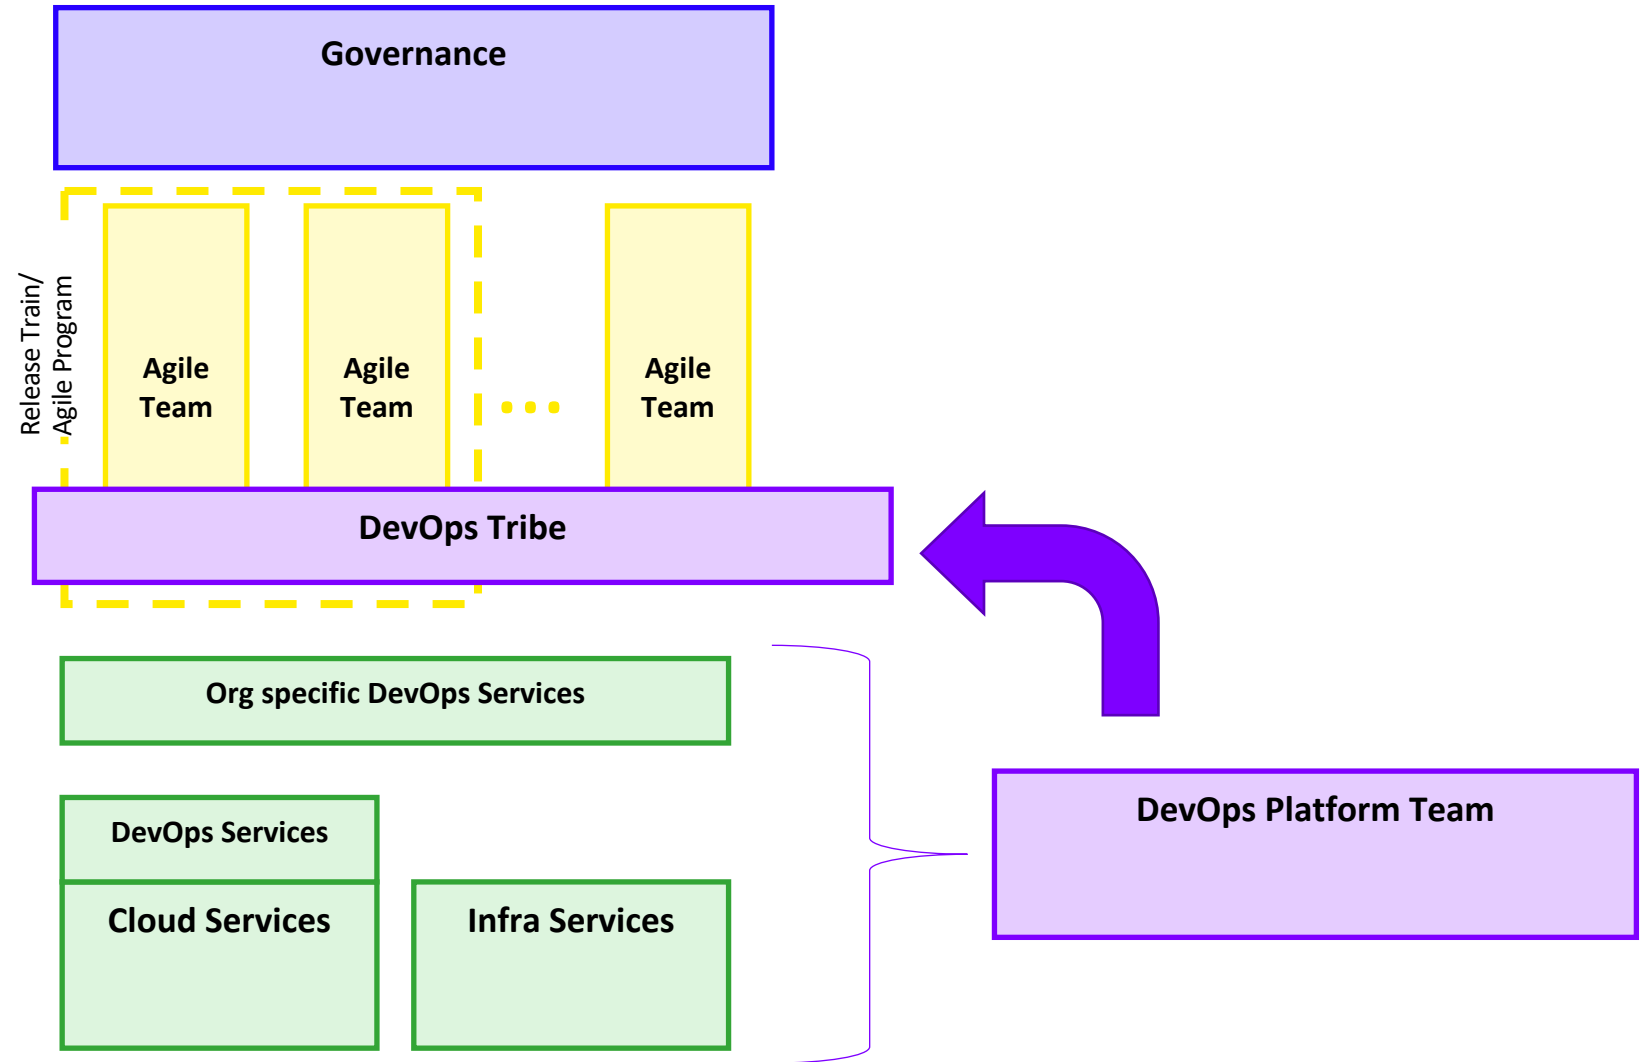 Governance
Release Train/
Agile Program
Agile
Team
Agile
Team
Agile
Team
DevOps Tribe
Org specific DevOps Services
DevOps Services
Cloud Services
Infra Services
DevOps Platform Team